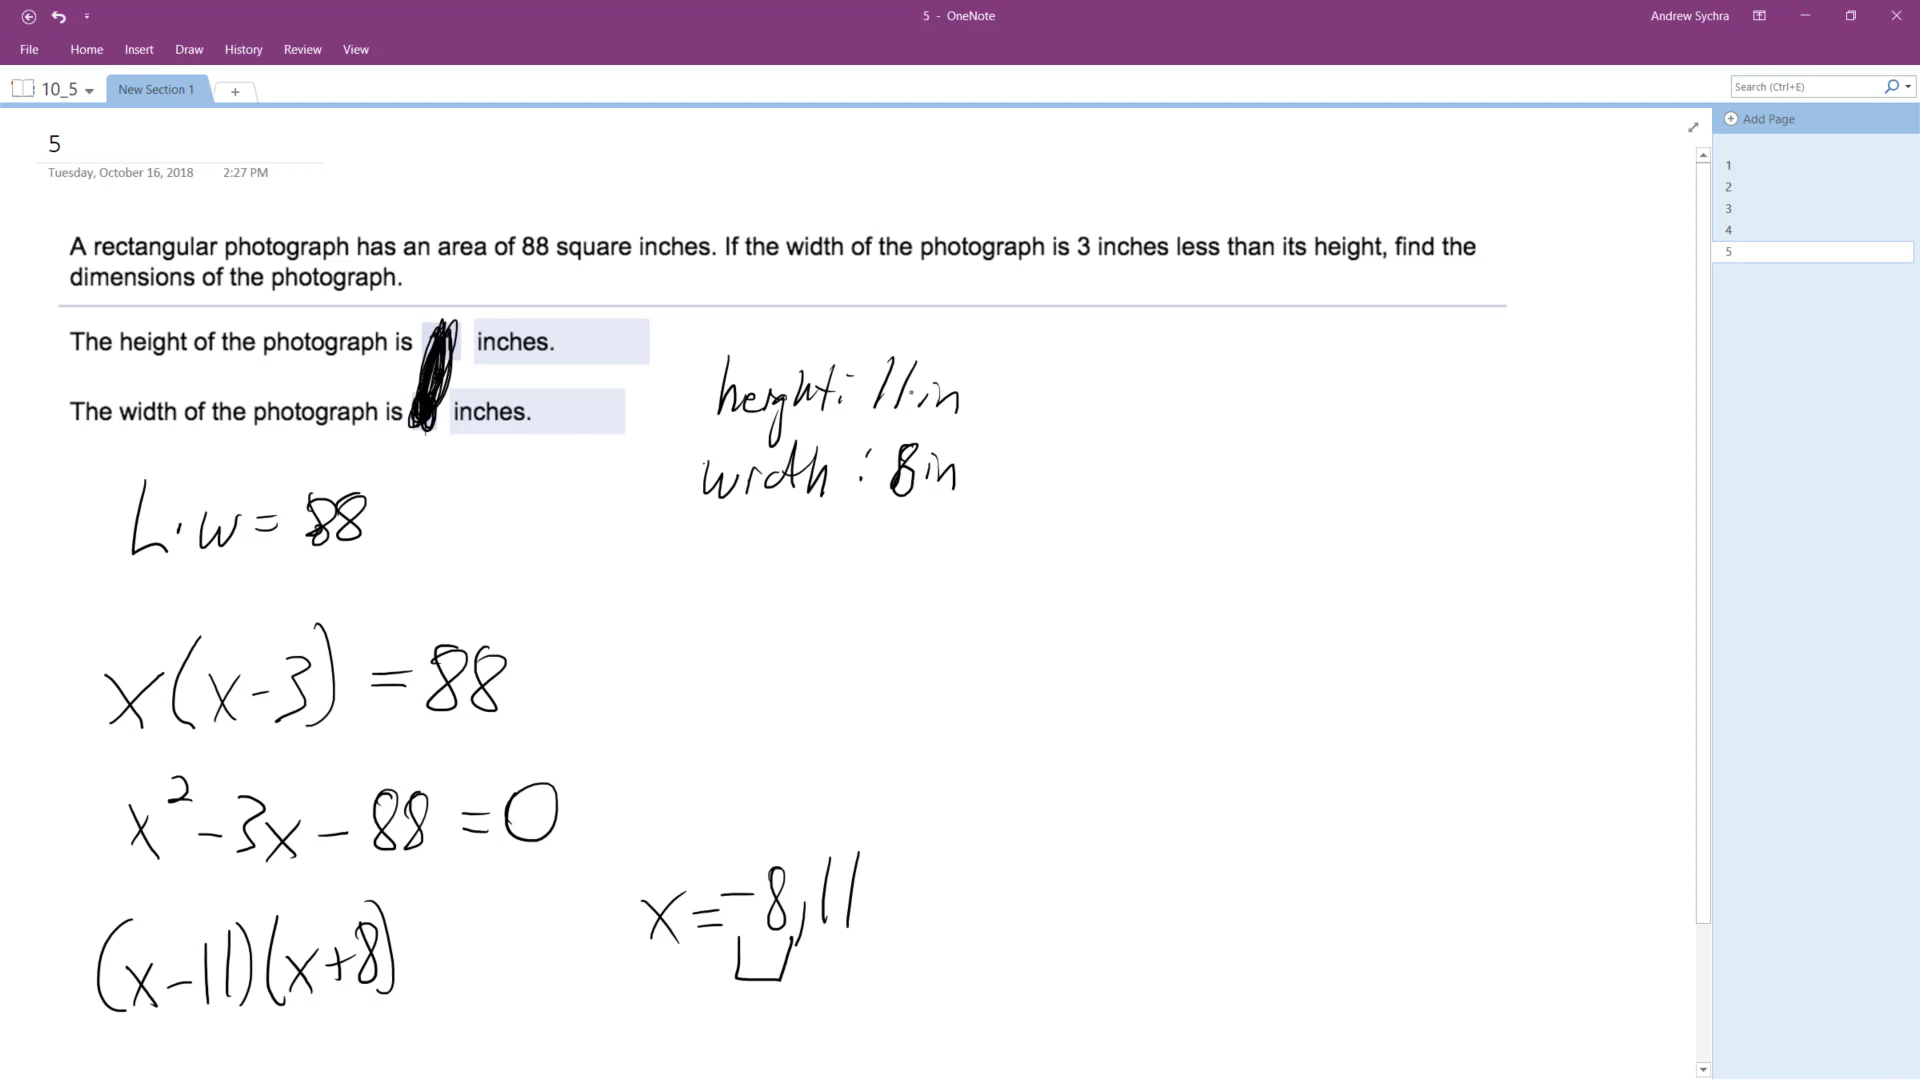 5 - OneNote
Andrew Sychra
File Home Insert Draw History Review View
10_5 New Section 1 +
Search (Ctrl+E)
Add Page
1
2
3
4
5
5
Tuesday, October 16, 2018 2:27 PM
A rectangular photograph has an area of 88 square inches. If the width of the photograph is 3 inches less than its height, find the
dimensions of the photograph.
The height of the photograph is inches.
The width of the photograph is inches.
height: 11 in
width: 8 in
L·w = 88
x(x-3) = 88
x² - 3x - 88 = 0
(x-11)(x+8)
x = -8, 11